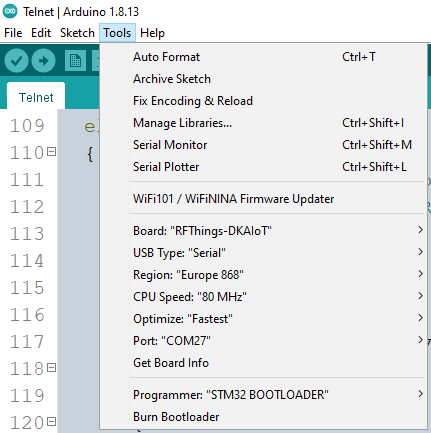 Telnet | Arduino 1.8.13
File Edit Sketch Tools Help
Auto Format Ctrl+T
Archive Sketch
Fix Encoding & Reload
Manage Libraries... Ctrl+Shift+I
Serial Monitor Ctrl+Shift+M
Serial Plotter Ctrl+Shift+L
WiFi101 / WiFiNINA Firmware Updater
Board: "RFThings-DKAIoT"
USB Type: "Serial"
Region: "Europe 868"
CPU Speed: "80 MHz"
Optimize: "Fastest"
Port: "COM27"
Get Board Info
Programmer: "STM32 BOOTLOADER"
Burn Bootloader
Telnet
109
110 {
111
112
113
114
115
116
117
118
119
120